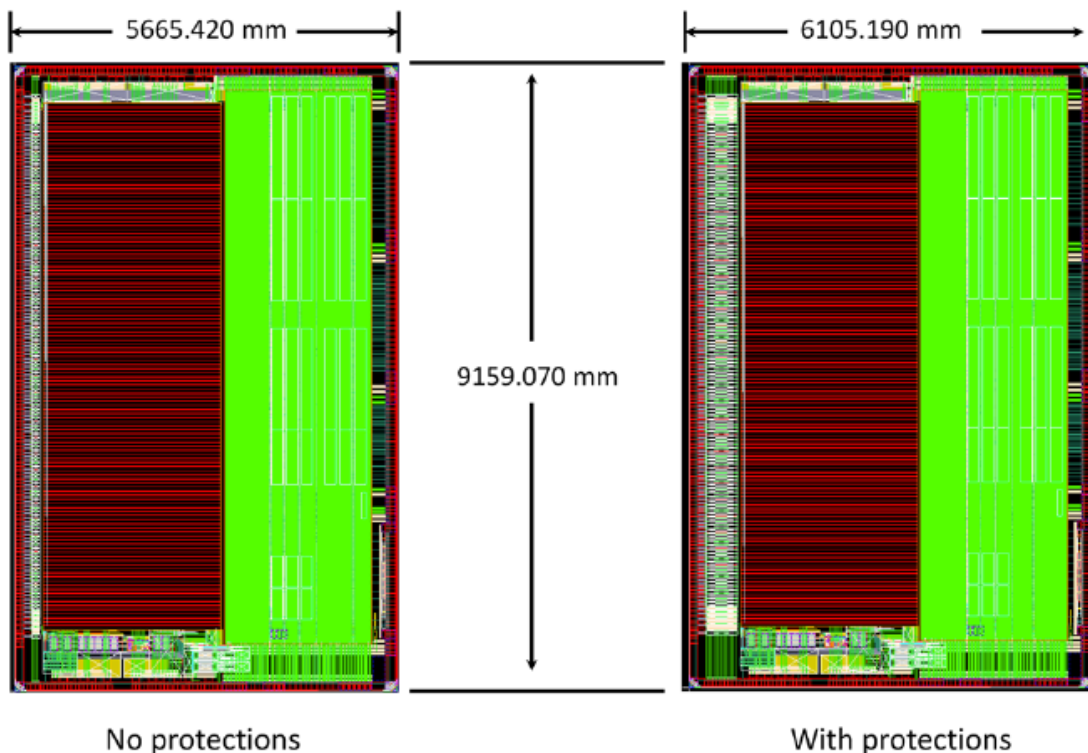 5665.420 mm
6105.190 mm
9159.070 mm
No protections
With protections